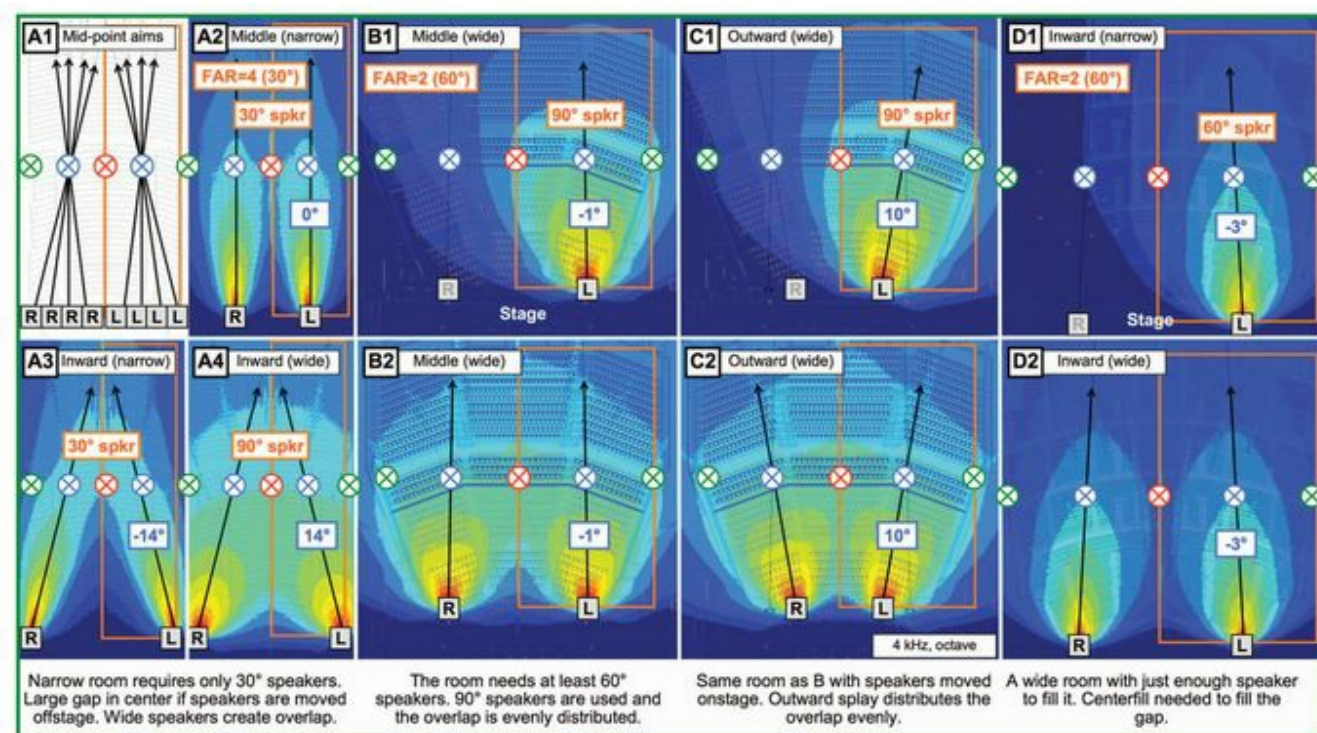 A1 Mid-point aims
R R R R L L L L
A2 Middle (narrow)
FAR=4 (30°)
30° spkr
0°
R L
B1 Middle (wide)
FAR=2 (60°)
90° spkr
-1°
R L
Stage
C1 Outward (wide)
90° spkr
10°
R L
D1 Inward (narrow)
FAR=2 (60°)
60° spkr
-3°
R Stage L
A3 Inward (narrow)
30° spkr
-14°
R L
A4 Inward (wide)
90° spkr
14°
R L
B2 Middle (wide)
-1°
R L
C2 Outward (wide)
10°
R L
4 kHz, octave
D2 Inward (wide)
-3°
R L
Narrow room requires only 30° speakers.
Large gap in center if speakers are moved
offstage. Wide speakers create overlap.
The room needs at least 60°
speakers. 90° speakers are used and
the overlap is evenly distributed.
Same room as B with speakers moved
onstage. Outward splay distributes the
overlap evenly.
A wide room with just enough speaker
to fill it. Centerfill needed to fill the
gap.